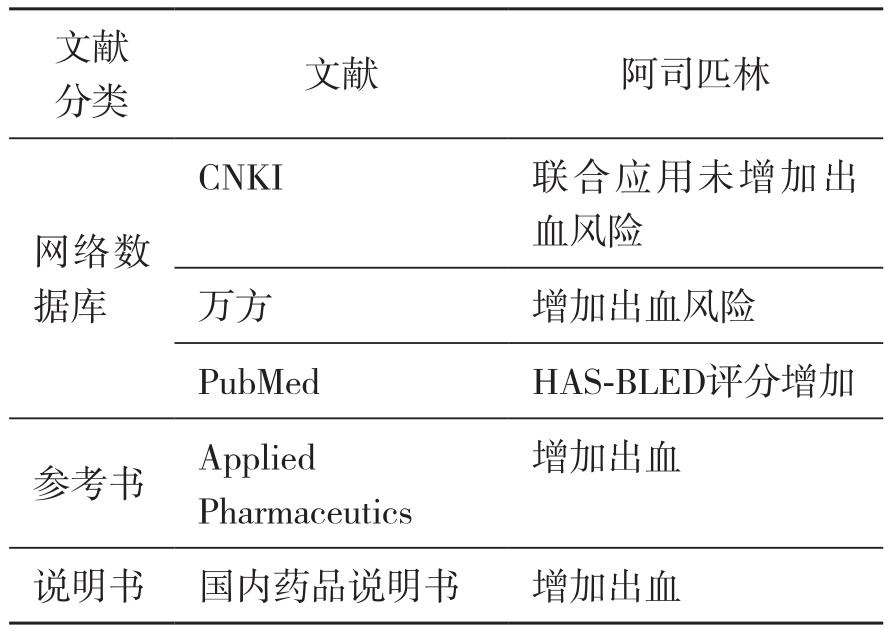 文献
分类
文献
阿司匹林
网络数
据库
CNKI
联合应用未增加出
血风险
万方
增加出血风险
PubMed
HAS-BLED评分增加
参考书
Applied
Pharmaceutics
增加出血
说明书
国内药品说明书
增加出血